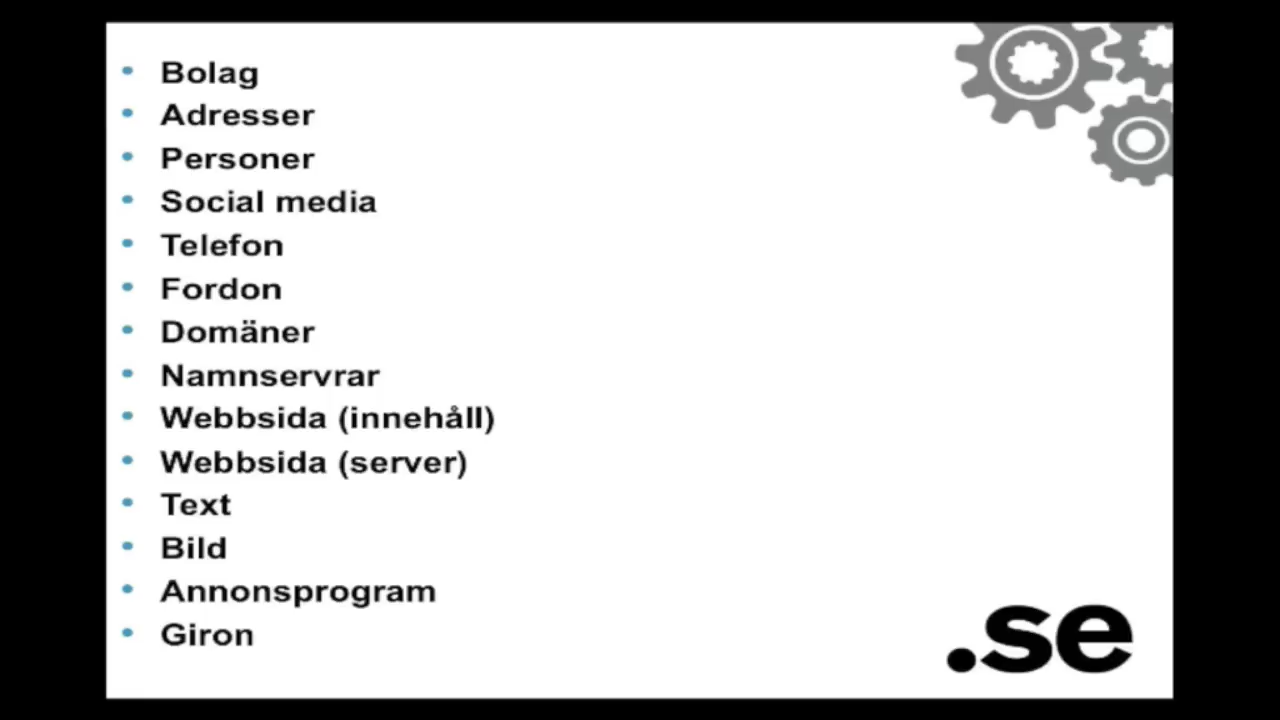 Bolag
Adresser
Personer
Social media
Telefon
Fordon
Domäner
Namnservrar
Webbsida (innehåll)
Webbsida (server)
Text
Bild
Annonsprogram
Giron
.se